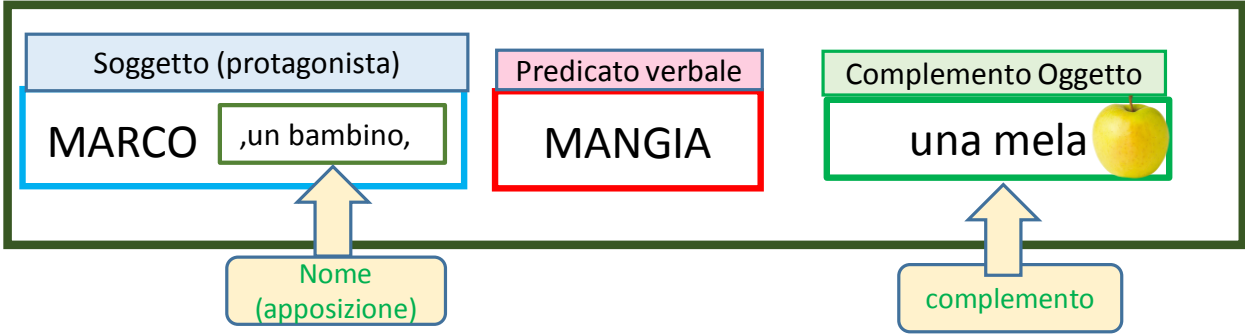 Soggetto (protagonista)
Predicato verbale
Complemento Oggetto
MARCO ,un bambino,
MANGIA
una mela
Nome
(apposizione)
complemento